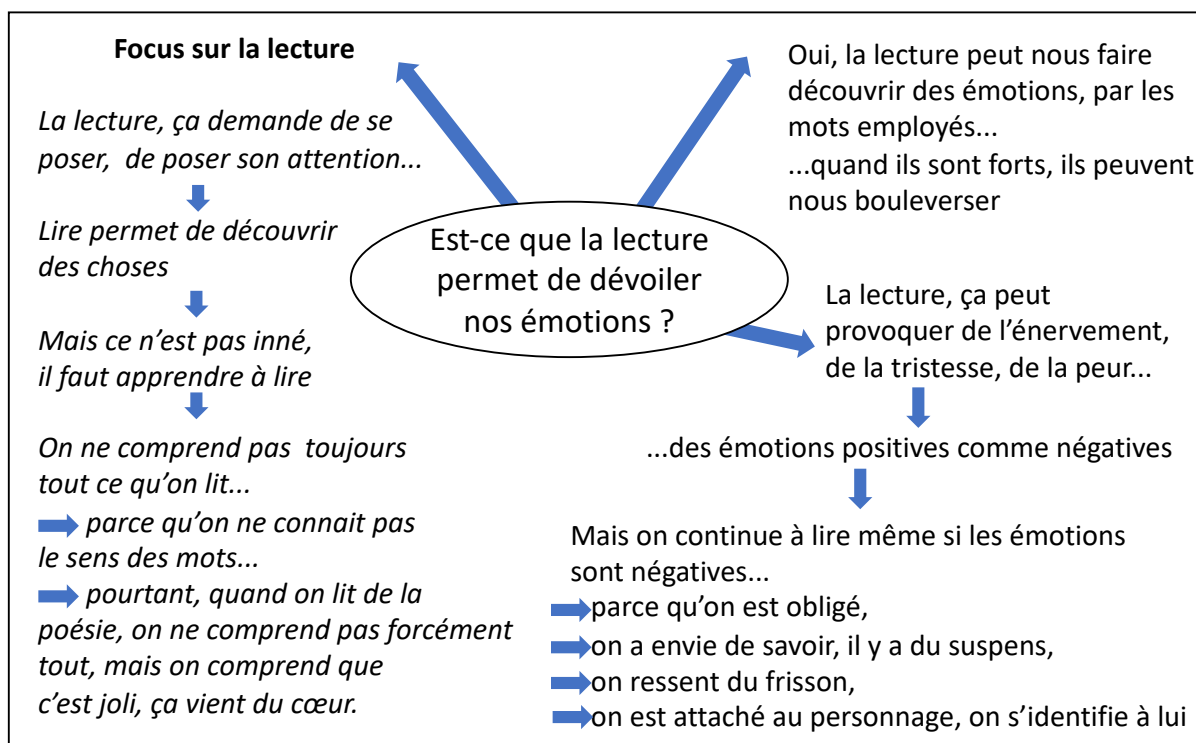 Focus sur la lecture
La lecture, ça demande de se
poser, de poser son attention...
Lire permet de découvrir
des choses
Mais ce n’est pas inné,
il faut apprendre à lire
On ne comprend pas toujours
tout ce qu’on lit...
parce qu’on ne connait pas
le sens des mots...
pourtant, quand on lit de la
poésie, on ne comprend pas forcément
tout, mais on comprend que
c’est joli, ça vient du cœur.
Est-ce que la lecture
permet de dévoiler
nos émotions ?
Oui, la lecture peut nous faire
découvrir des émotions, par les
mots employés...
...quand ils sont forts, ils peuvent
nous bouleverser
La lecture, ça peut
provoquer de l’énervement,
de la tristesse, de la peur...
...des émotions positives comme négatives
Mais on continue à lire même si les émotions
sont négatives...
parce qu’on est obligé,
on a envie de savoir, il y a du suspens,
on ressent du frisson,
on est attaché au personnage, on s’identifie à lui